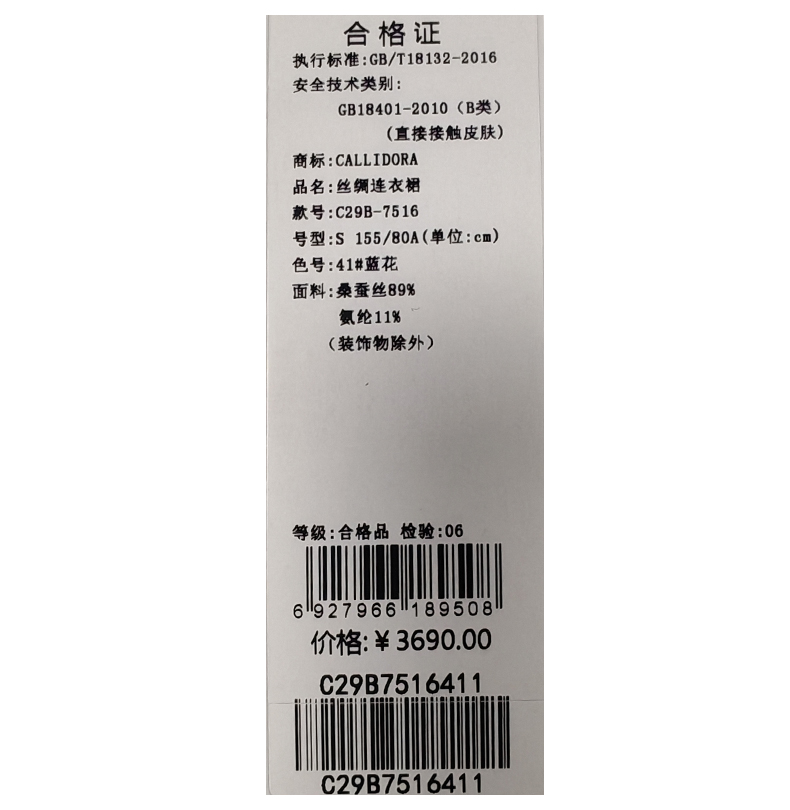 合格证
执行标准:GB/T18132-2016
安全技术类别:
GB18401-2010（B类）
(直接接触皮肤)
商标:CALLIDORA
品名:丝绸连衣裙
款号:C29B-7516
号型:S 155/80A(单位:cm)
色号:41#蓝花
面料:桑蚕丝89%
氨纶11%
（装饰物除外）
等级:合格品 检验:06
6 927966 189508
价格:¥3690.00
C29B7516411
C29B7516411